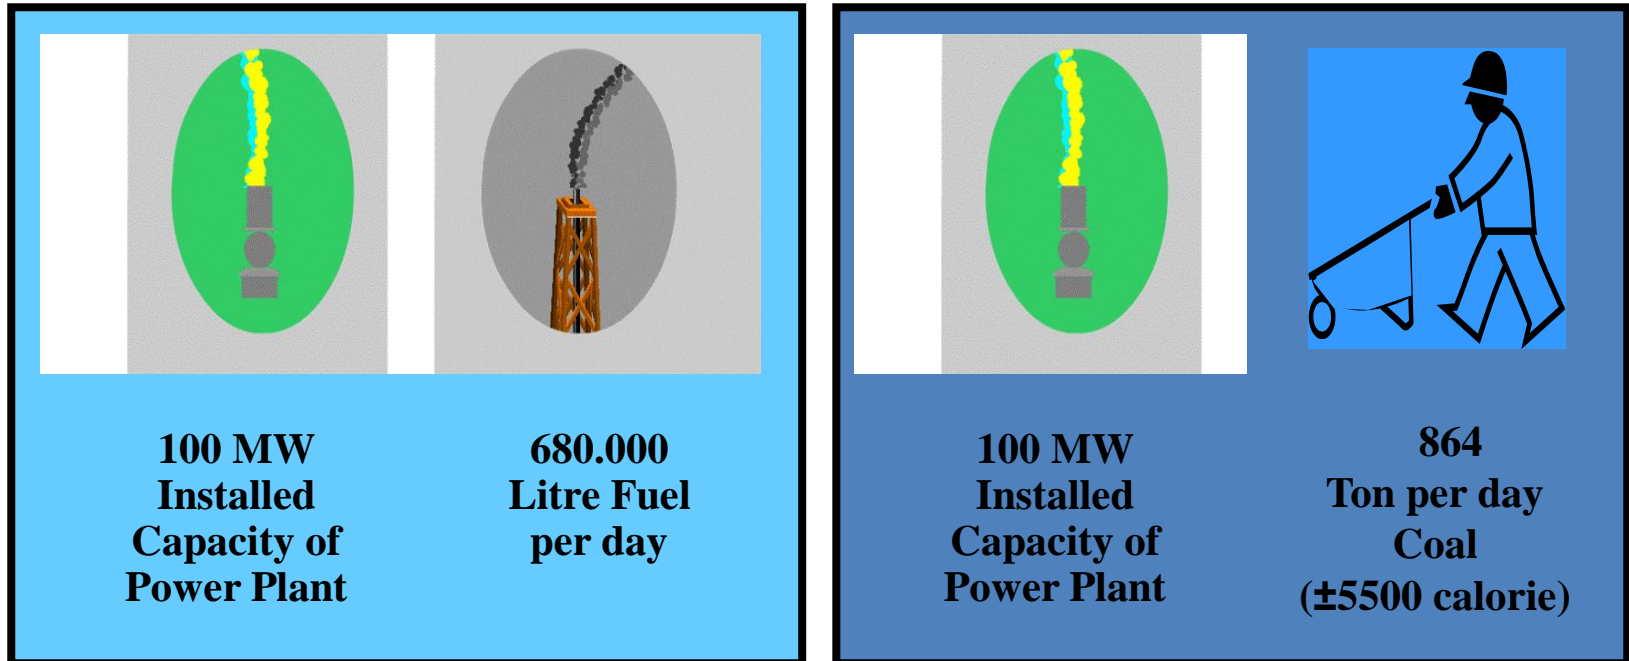 100 MW
Installed
Capacity of
Power Plant
680.000
Litre Fuel
per day
100 MW
Installed
Capacity of
Power Plant
864
Ton per day
Coal
(±5500 calorie)